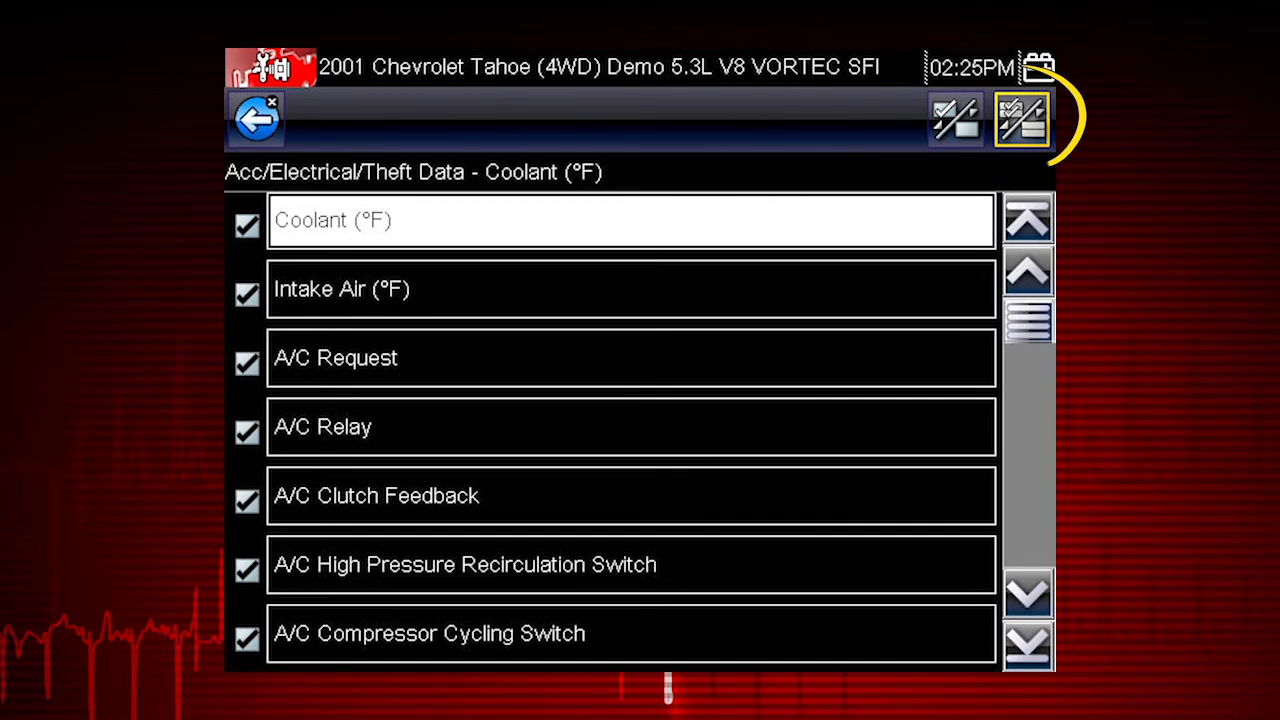 2001 Chevrolet Tahoe (4WD) Demo 5.3L V8 VORTEC SFI 02:25PM
Acc/Electrical/Theft Data - Coolant (°F)
Coolant (°F)
Intake Air (°F)
A/C Request
A/C Relay
A/C Clutch Feedback
A/C High Pressure Recirculation Switch
A/C Compressor Cycling Switch